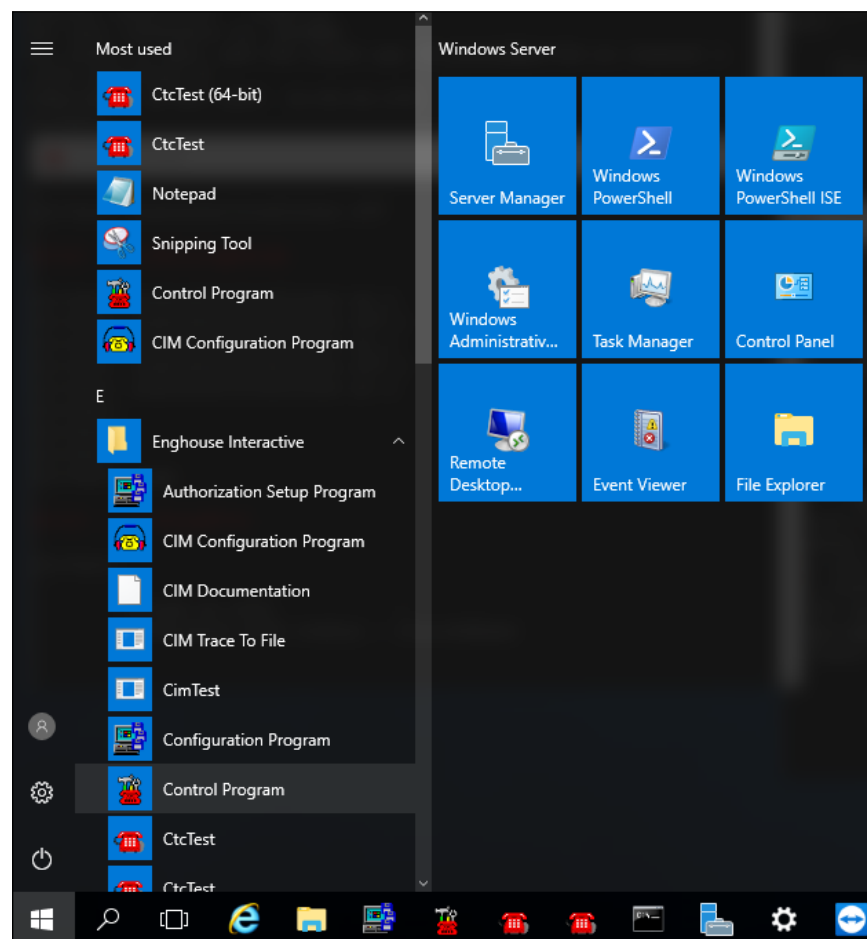 Most used
CtcTest (64-bit)
CtcTest
Notepad
Snipping Tool
Control Program
CIM Configuration Program
E
Enghouse Interactive
Authorization Setup Program
CIM Configuration Program
CIM Documentation
CIM Trace To File
CimTest
Configuration Program
Control Program
CtcTest
CtcTest
Windows Server
Server Manager
Windows
PowerShell
Windows
PowerShell ISE
Windows
Administrativ...
Task Manager
Control Panel
Remote
Desktop...
Event Viewer
File Explorer